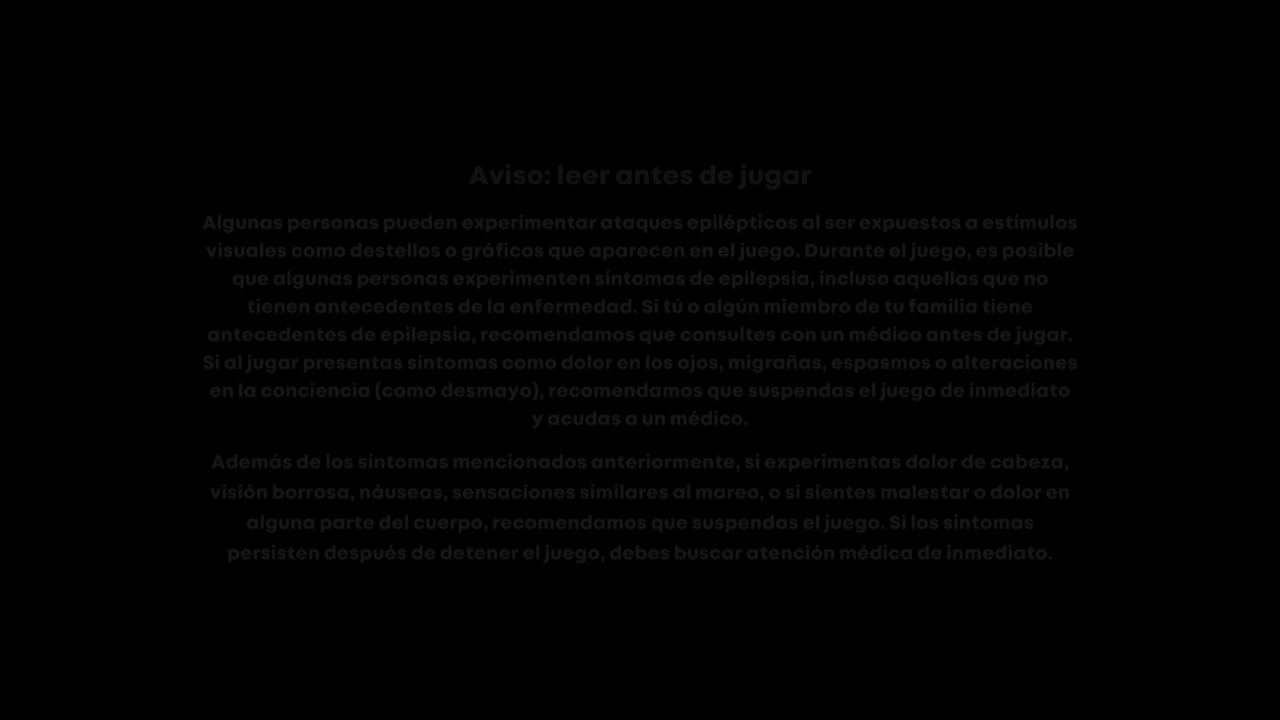 Aviso: leer antes de jugar
Algunas personas pueden experimentar ataques epilépticos al ser expuestos a estímulos
visuales como destellos o gráficos que aparecen en el juego. Durante el juego, es posible
que algunas personas experimenten síntomas de epilepsia, incluso aquellas que no
tienen antecedentes de la enfermedad. Si tú o algún miembro de tu familia tiene
antecedentes de epilepsia, recomendamos que consultes con un médico antes de jugar.
Si al jugar presentas síntomas como dolor en los ojos, migrañas, espasmos o alteraciones
en la conciencia (como desmayo), recomendamos que suspendas el juego de inmediato
y acudas a un médico.
Además de los síntomas mencionados anteriormente, si experimentas dolor de cabeza,
visión borrosa, náuseas, sensaciones similares al mareo, o si sientes malestar o dolor en
alguna parte del cuerpo, recomendamos que suspendas el juego. Si los síntomas
persisten después de detener el juego, debes buscar atención médica de inmediato.